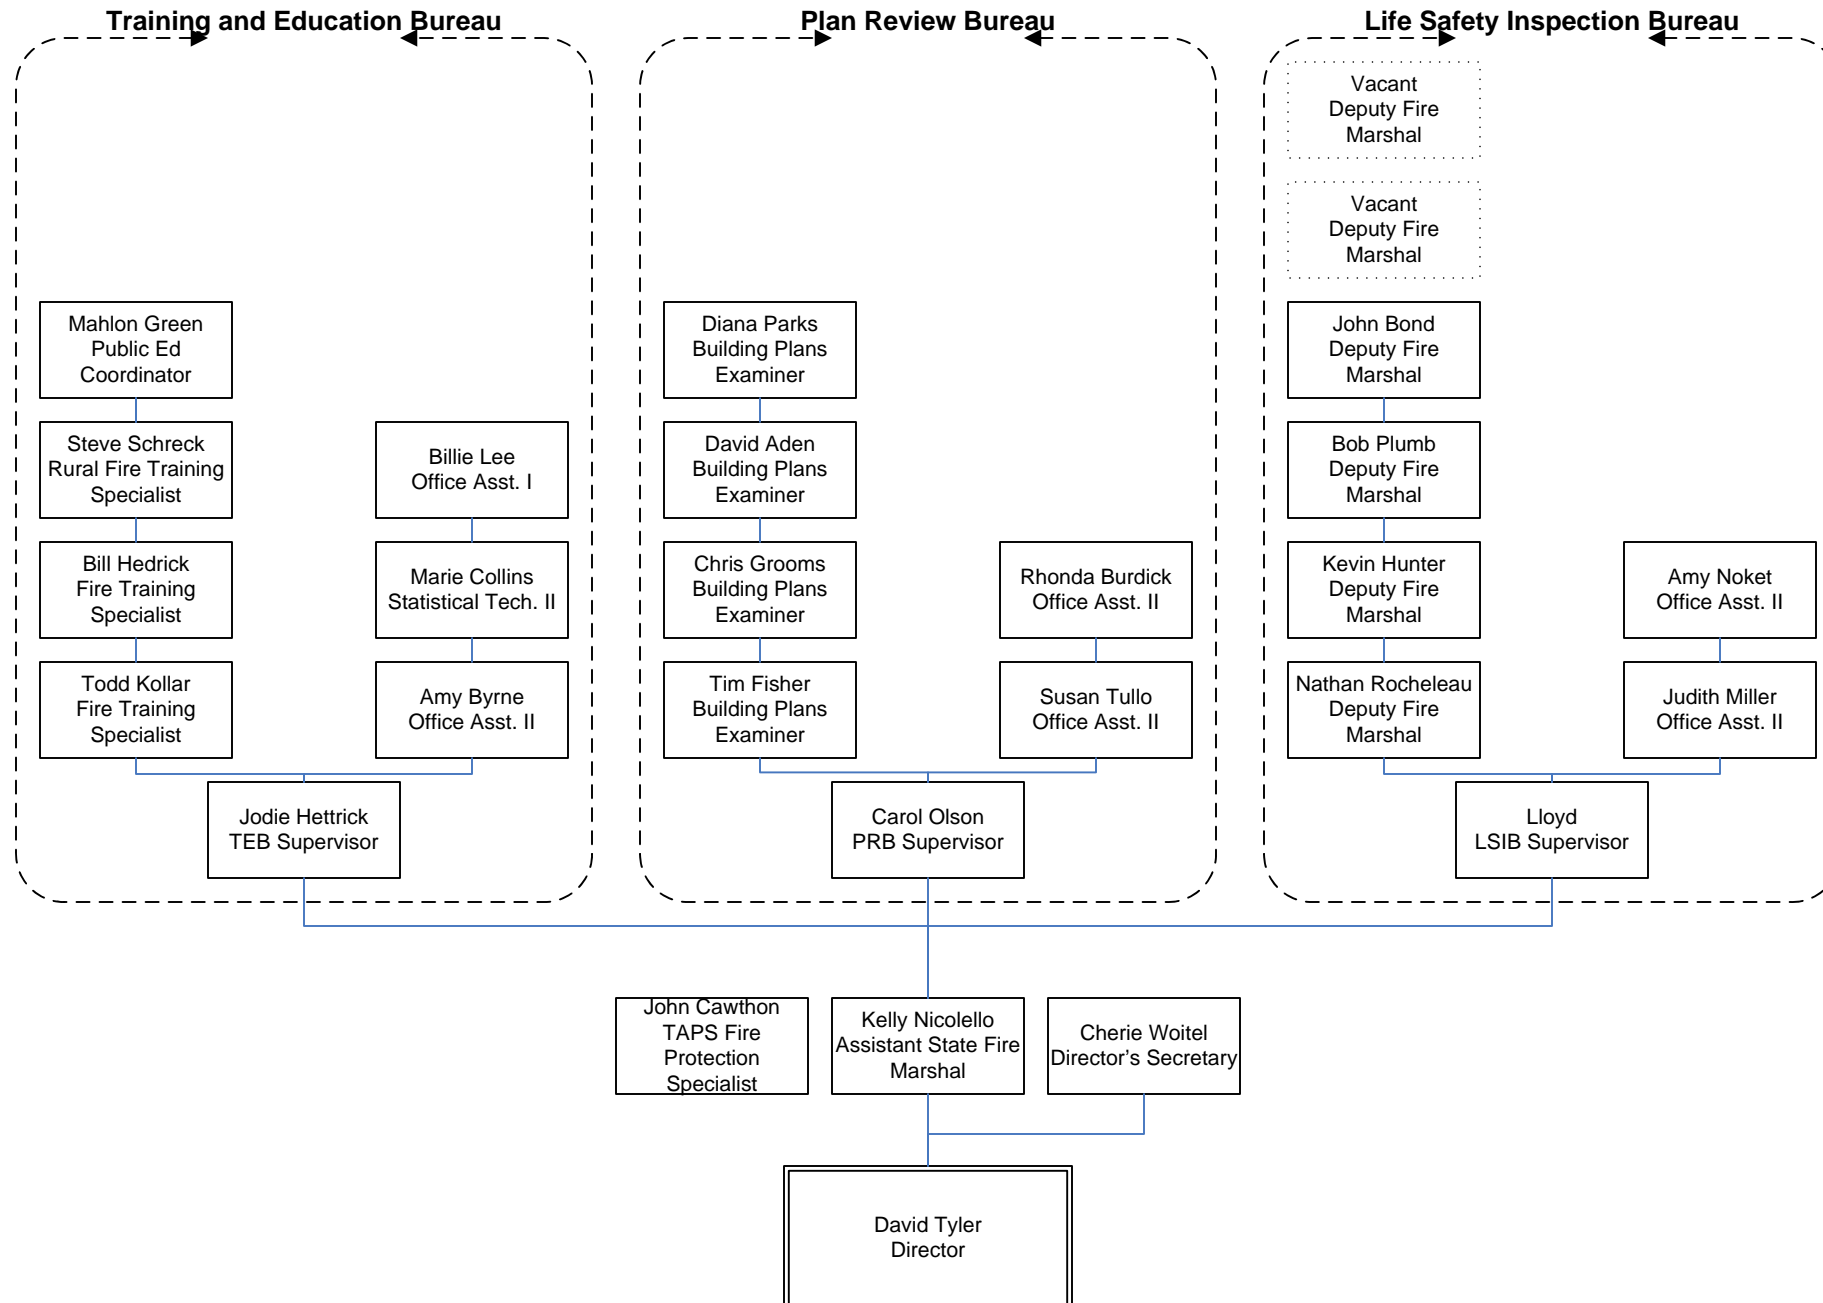 Training and Education Bureau
Plan Review Bureau
Life Safety Inspection Bureau
Vacant
Deputy Fire
Marshal
Vacant
Deputy Fire
Marshal
Mahlon Green
Public Ed
Coordinator
Diana Parks
Building Plans
Examiner
John Bond
Deputy Fire
Marshal
Steve Schreck
Rural Fire Training
Specialist
Billie Lee
Office Asst. I
David Aden
Building Plans
Examiner
Bob Plumb
Deputy Fire
Marshal
Bill Hedrick
Fire Training
Specialist
Marie Collins
Statistical Tech. II
Chris Grooms
Building Plans
Examiner
Rhonda Burdick
Office Asst. II
Kevin Hunter
Deputy Fire
Marshal
Amy Noket
Office Asst. II
Todd Kollar
Fire Training
Specialist
Amy Byrne
Office Asst. II
Tim Fisher
Building Plans
Examiner
Susan Tullo
Office Asst. II
Nathan Rocheleau
Deputy Fire
Marshal
Judith Miller
Office Asst. II
Jodie Hettrick
TEB Supervisor
Carol Olson
PRB Supervisor
Lloyd
LSIB Supervisor
John Cawthon
TAPS Fire
Protection
Specialist
Kelly Nicolello
Assistant State Fire
Marshal
Cherie Woitel
Director’s Secretary
David Tyler
Director